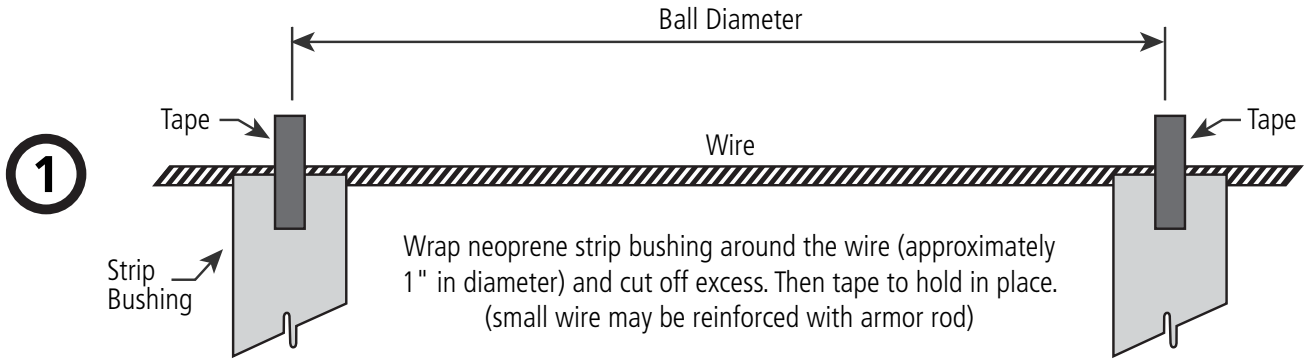 Ball Diameter
Tape
Tape
Wire
1
Wrap neoprene strip bushing around the wire (approximately
1" in diameter) and cut off excess. Then tape to hold in place.
(small wire may be reinforced with armor rod)
Strip
Bushing